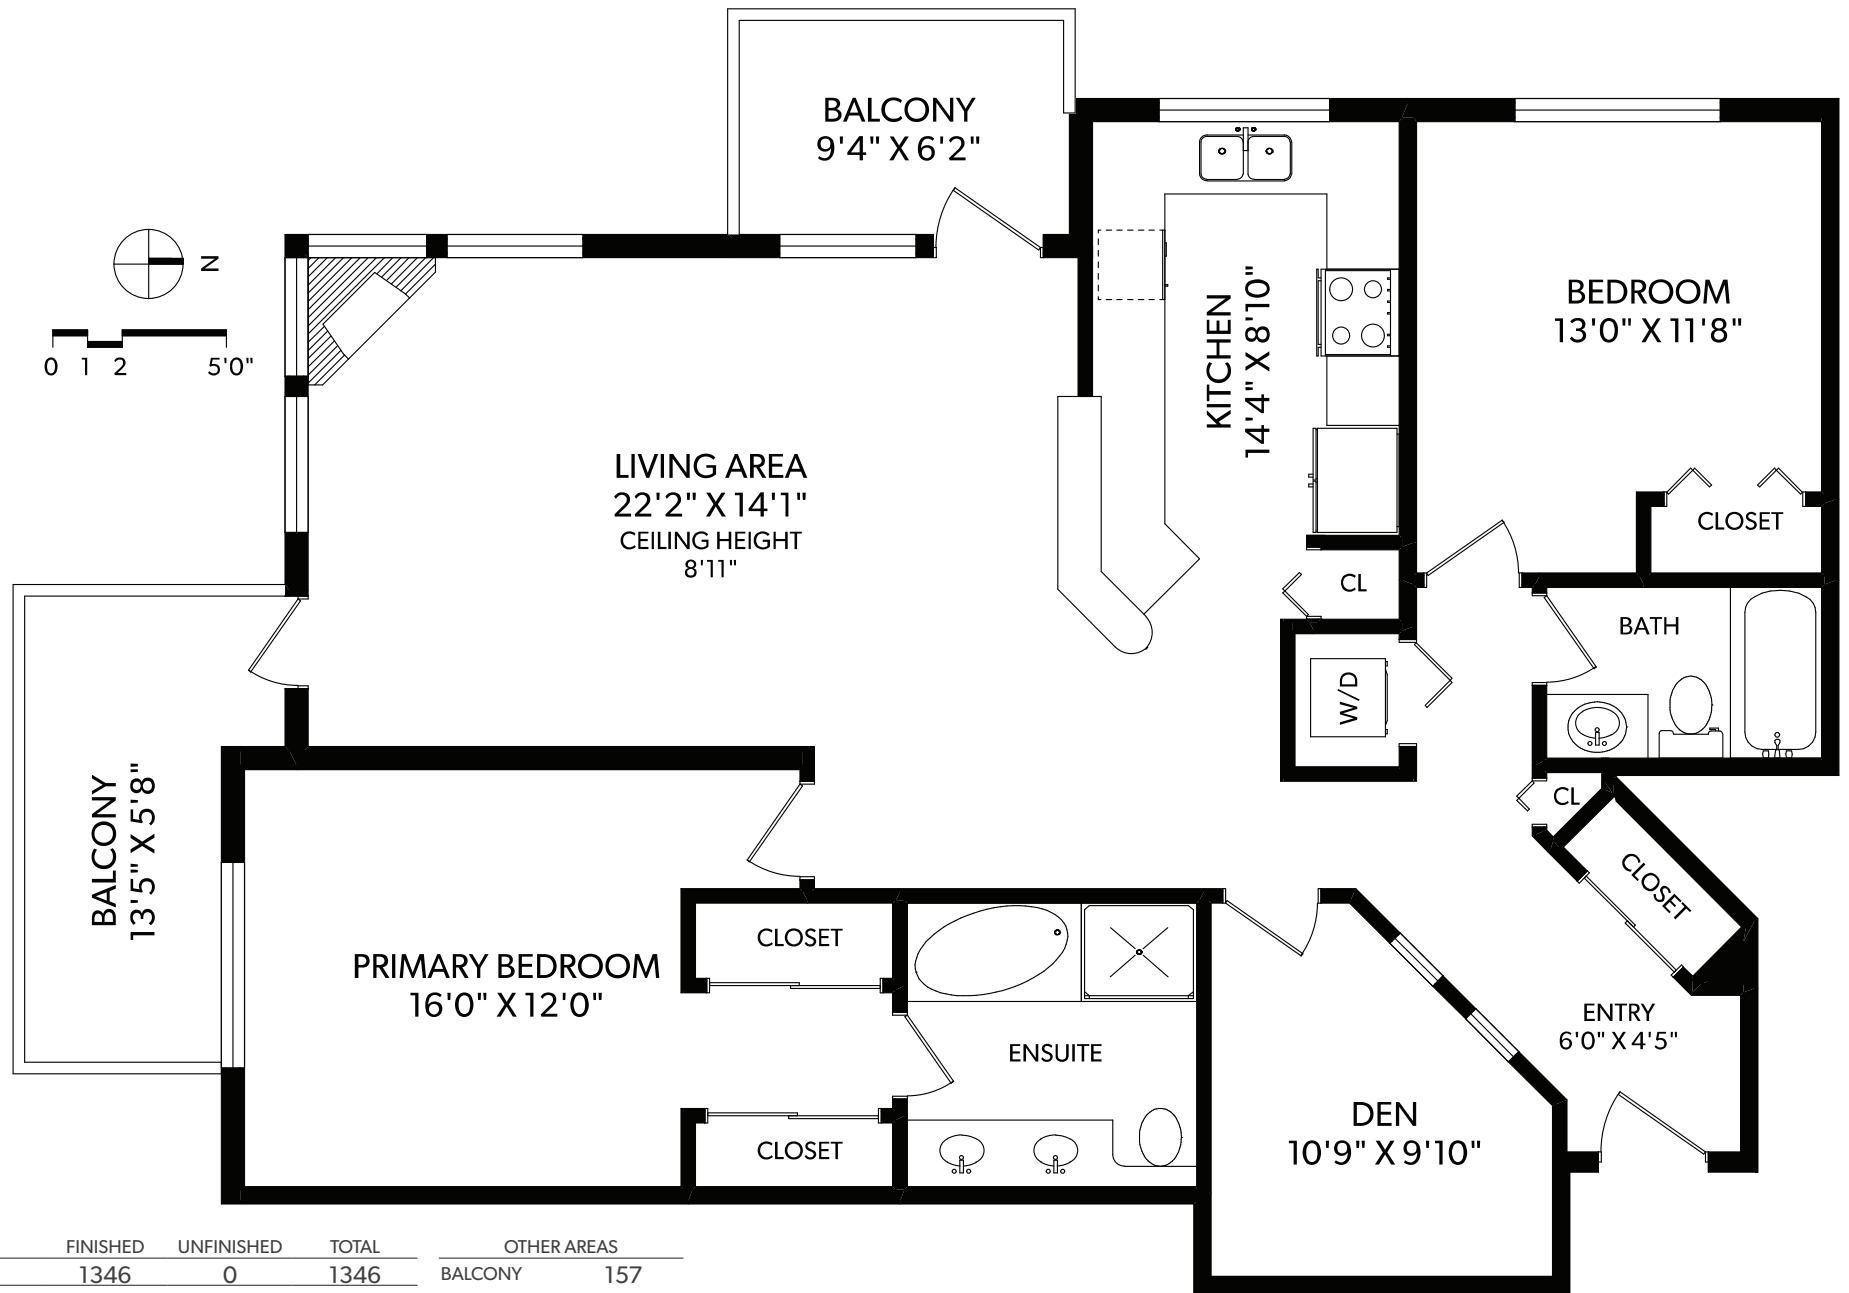 BALCONY
9'4" X 6'2"
N
0 1 2 5'0"
KITCHEN
14'4" X 8'10"
BEDROOM
13'0" X 11'8"
LIVING AREA
22'2" X 14'1"
CEILING HEIGHT
8'11"
CLOSET
CL
BATH
W/D
BALCONY
13'5" X 5'8"
CL
CLOSET
PRIMARY BEDROOM
16'0" X 12'0"
CLOSET
ENSUITE
CLOSET
ENTRY
6'0" X 4'5"
DEN
10'9" X 9'10"
FINISHED UNFINISHED TOTAL OTHER AREAS
1346 0 1346 BALCONY 157